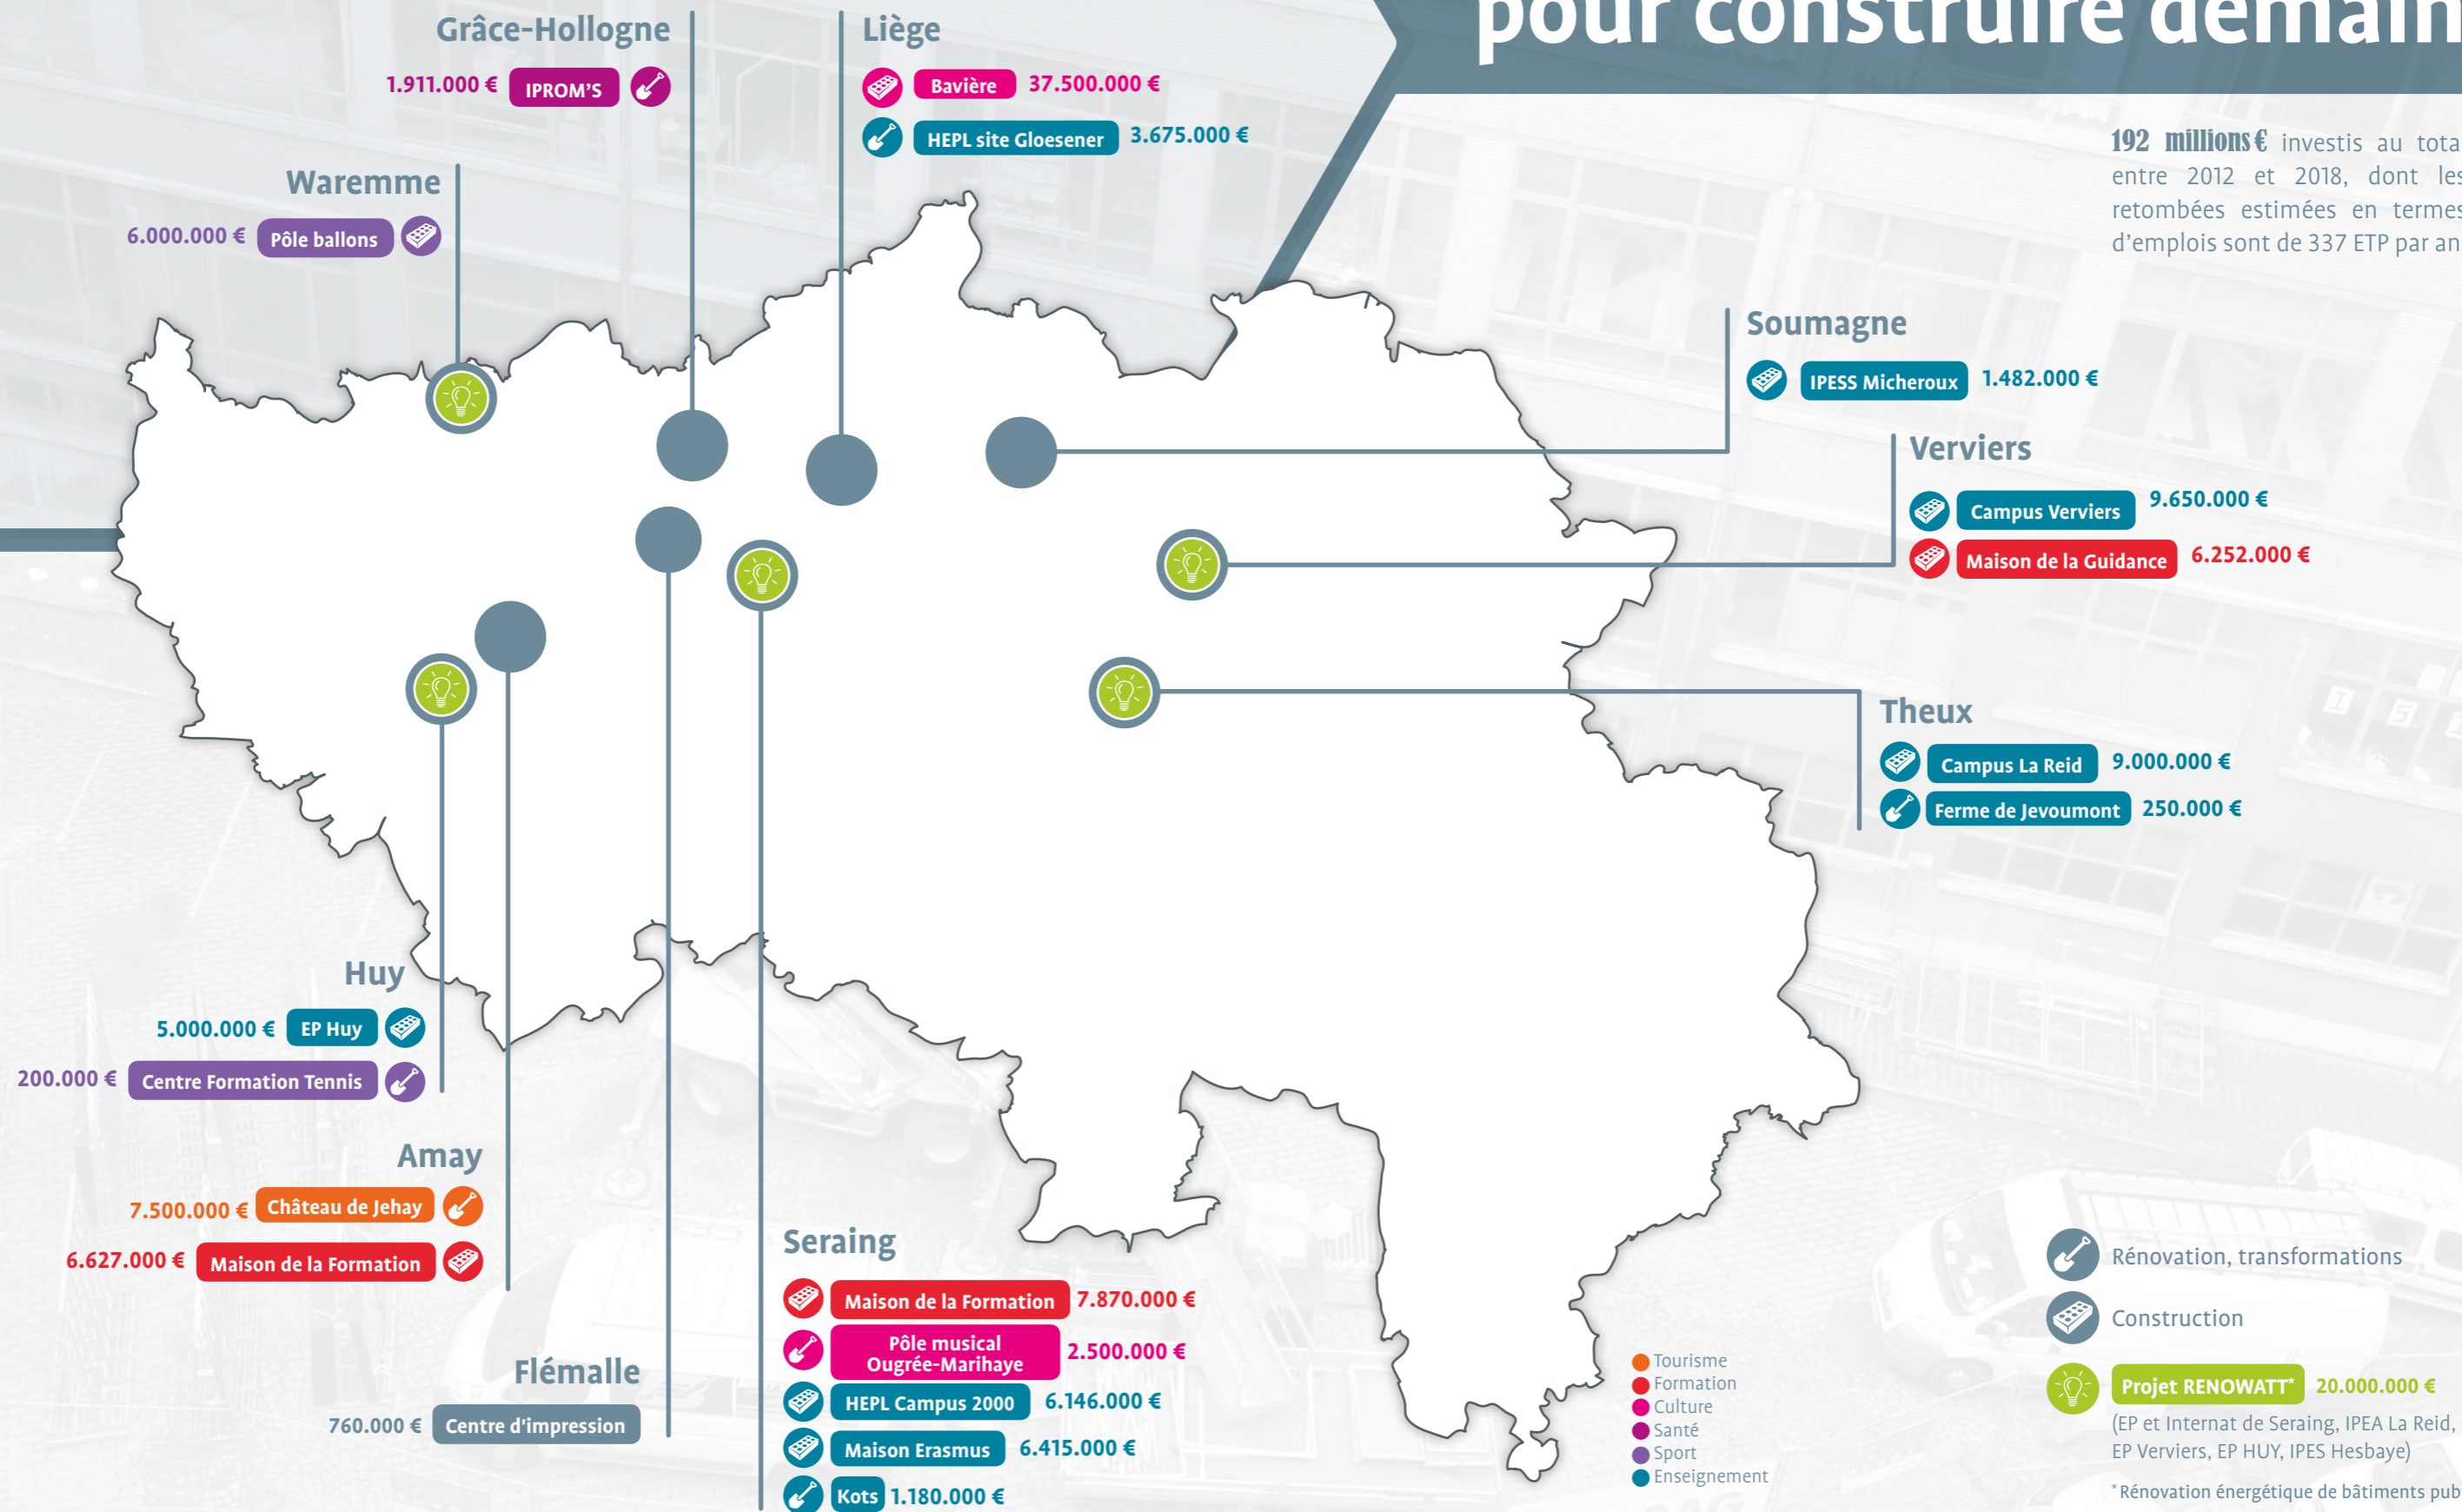 pour construire demain
192 millions € investis au total
entre 2012 et 2018, dont les
retombées estimées en termes
d'emplois sont de 337 ETP par an
Grâce-Hollogne
1.911.000 € IPROM'S
Liège
Bavière 37.500.000 €
HEPL site Gloesener 3.675.000 €
Waremme
6.000.000 € Pôle ballons
Soumagne
IPESS Micheroux 1.482.000 €
Verviers
Campus Verviers 9.650.000 €
Maison de la Guidance 6.252.000 €
Theux
Campus La Reid 9.000.000 €
Ferme de Jevoumont 250.000 €
Huy
5.000.000 € EP Huy
200.000 € Centre Formation Tennis
Amay
7.500.000 € Château de Jehay
6.627.000 € Maison de la Formation
Flémalle
760.000 € Centre d'impression
Seraing
Maison de la Formation 7.870.000 €
Pôle musical
Ougrée-Marihaye 2.500.000 €
HEPL Campus 2000 6.146.000 €
Maison Erasmus 6.415.000 €
Kots 1.180.000 €
Tourisme
Formation
Culture
Santé
Sport
Enseignement
Rénovation, transformations
Construction
Projet RENOWATT* 20.000.000 €
(EP et Internat de Seraing, IPEA La Reid,
EP Verviers, EP HUY, IPES Hesbaye)
*Rénovation énergétique de bâtiments pub